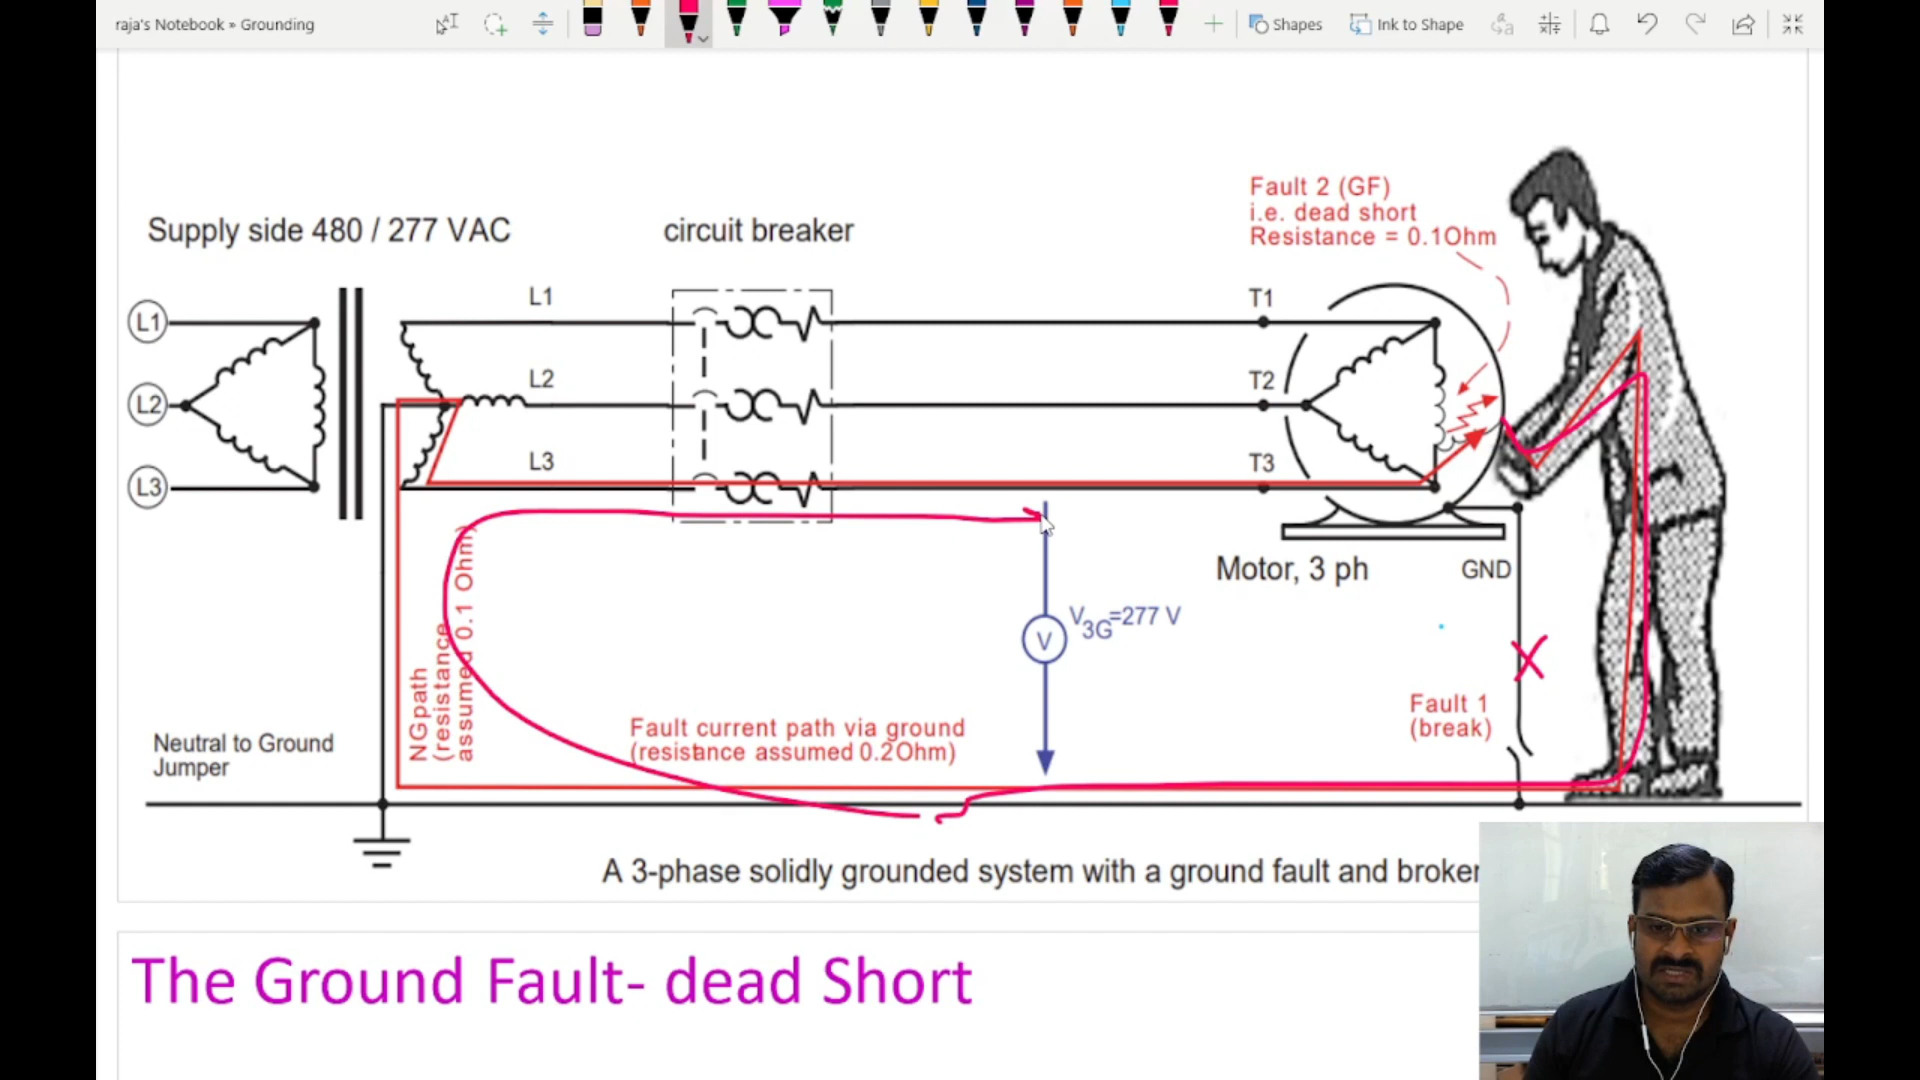 raja's Notebook » Grounding
Shapes
Ink to Shape
Supply side 480 / 277 VAC
circuit breaker
Fault 2 (GF)
i.e. dead short
Resistance = 0.1Ohm
L1
L1
T1
L2
L2
T2
L3
L3
T3
Motor, 3 ph
GND
V3G=277 V
V
NGpath
(resistance
assumed 0.1 Ohm)
Fault current path via ground
(resistance assumed 0.2Ohm)
Fault 1
(break)
Neutral to Ground
Jumper
A 3-phase solidly grounded system with a ground fault and broken
The Ground Fault- dead Short